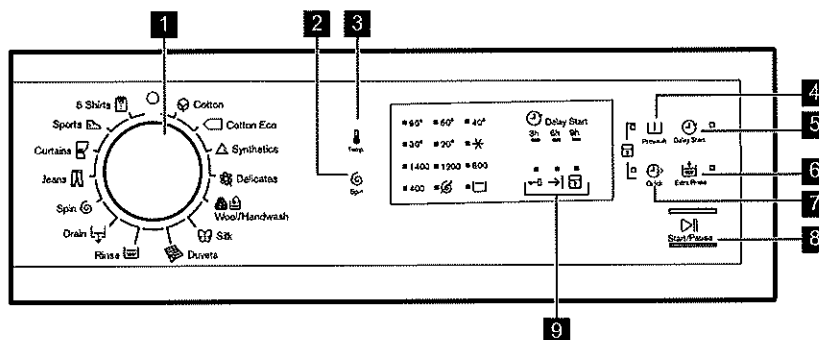 1
2
3
4
5
6
7
8
9
5 Shirts
Sports
Curtains
Jeans
Spin
Drain
Rinse
Cotton
Cotton Eco
Synthetics
Delicates
Wool/Handwash
Silk
Duvets
Temp.
Spin
90° 60° 40°
30° 20°
1400 1200 800
400
Delay Start
3h 6h 9h
Prewash
Delay Start
Quick
Extra Rinse
Start/Pause